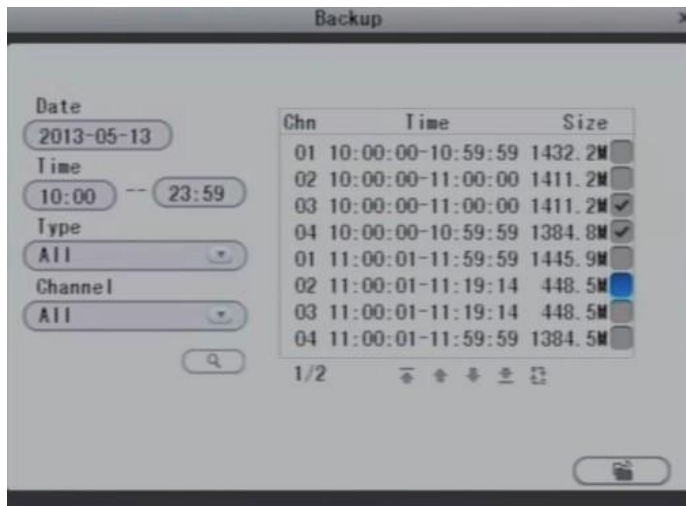 Backup
Date
2013-05-13
Time
10:00 -- 23:59
Type
All
Channel
All
Chn Time Size
01 10:00:00-10:59:59 1432.2M
02 10:00:00-11:00:00 1411.2M
03 10:00:00-11:00:00 1411.2M
04 10:00:00-10:59:59 1384.8M
01 11:00:01-11:59:59 1445.9M
02 11:00:01-11:19:14 448.5M
03 11:00:01-11:19:14 448.5M
04 11:00:01-11:59:59 1384.5M
1/2